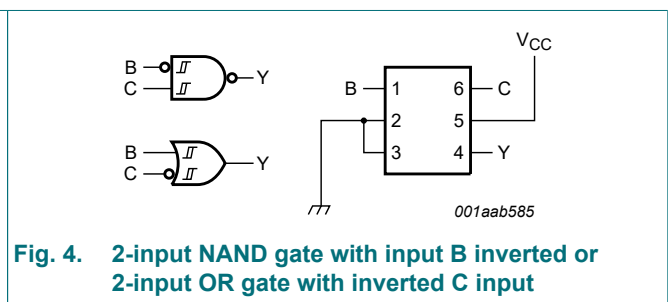 V_CC
B
C
Y
B 1 6 C
2 5
3 4 Y
B
C
Y
001aab585
Fig. 4. 2-input NAND gate with input B inverted or
2-input OR gate with inverted C input